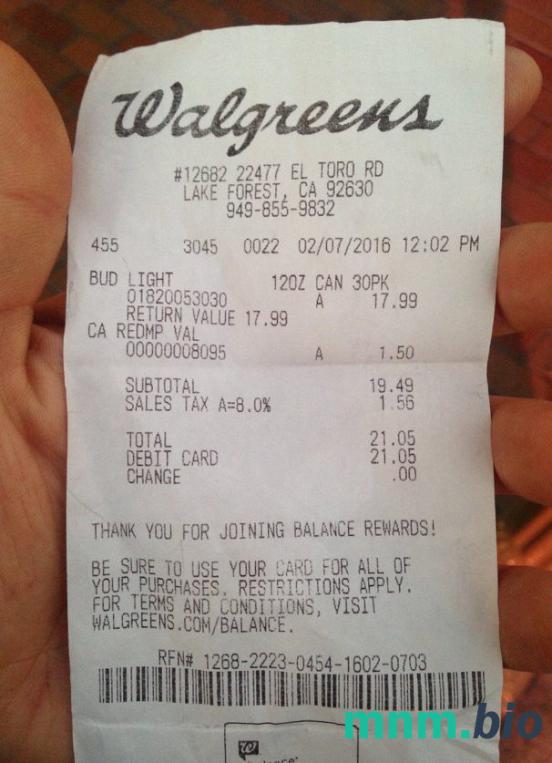 Walgreens
#12682 22477 EL TORO RD
LAKE FOREST, CA 92630
949-855-9832
455 3045 0022 02/07/2016 12:02 PM
BUD LIGHT 12OZ CAN 30PK
01820053030 A 17.99
RETURN VALUE 17.99
CA REDMP VAL
00000008095 A 1.50
SUBTOTAL 19.49
SALES TAX A=8.0% 1.56
TOTAL 21.05
DEBIT CARD 21.05
CHANGE .00
THANK YOU FOR JOINING BALANCE REWARDS!
BE SURE TO USE YOUR CARD FOR ALL OF
YOUR PURCHASES. RESTRICTIONS APPLY.
FOR TERMS AND CONDITIONS, VISIT
WALGREENS.COM/BALANCE.
RFN# 1268-2223-0454-1602-0703
mnm.bio